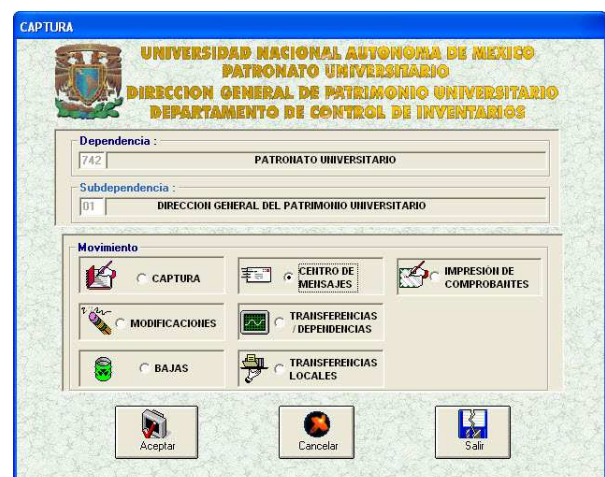 CAPTURA
UNIVERSIDAD NACIONAL AUTONOMA DE MEXICO
PATRONATO UNIVERSITARIO
DIRECCION GENERAL DE PATRIMONIO UNIVERSITARIO
DEPARTAMENTO DE CONTROL DE INVENTARIOS
Dependencia :
742 PATRONATO UNIVERSITARIO
Subdependencia :
01 DIRECCION GENERAL DEL PATRIMONIO UNIVERSITARIO
Movimiento
CAPTURA
CENTRO DE
MENSAJES
IMPRESIÓN DE
COMPROBANTES
MODIFICACIONES
TRANSFERENCIAS
/ DEPENDENCIAS
BAJAS
TRANSFERENCIAS
LOCALES
Aceptar
Cancelar
Salir